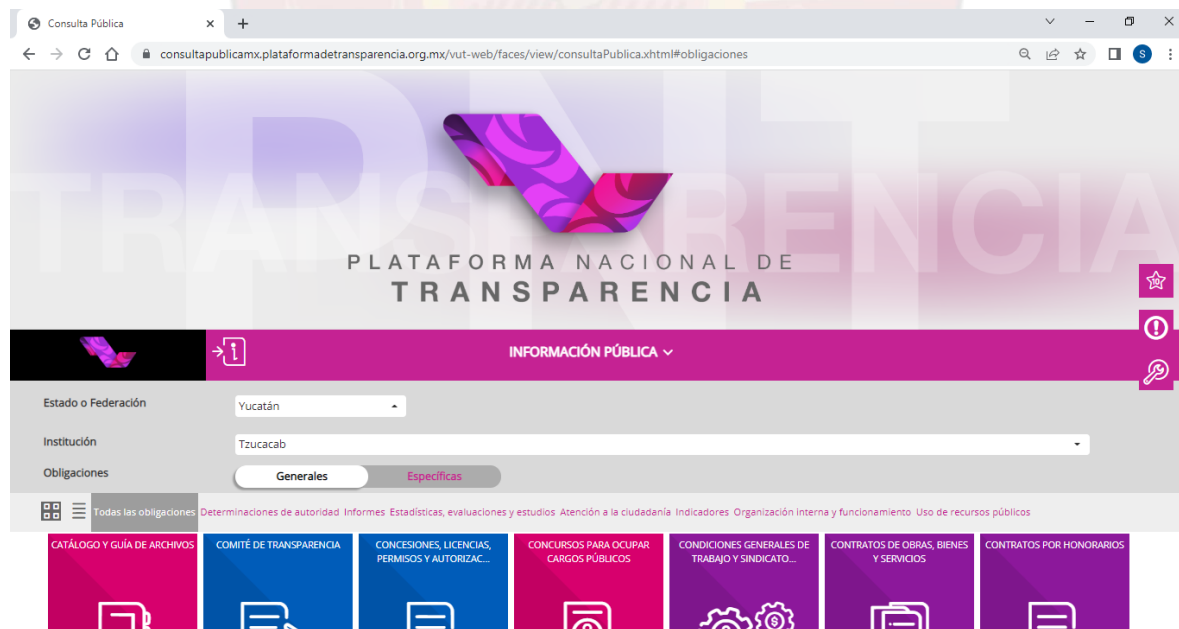 Consulta Pública
consultapublicamx.plataformadetransparencia.org.mx/vut-web/faces/view/consultaPublica.xhtml#obligaciones
S
PNT
TRANSPARENCIA
PLATAFORMA NACIONAL DE
TRANSPARENCIA
INFORMACIÓN PÚBLICA
Estado o Federación
Yucatán
Institución
Tzucacab
Obligaciones
Generales
Específicas
Todas las obligaciones Determinaciones de autoridad Informes Estadísticas, evaluaciones y estudios Atención a la ciudadanía Indicadores Organización interna y funcionamiento Uso de recursos públicos
CATÁLOGO Y GUÍA DE ARCHIVOS
COMITÉ DE TRANSPARENCIA
CONCESIONES, LICENCIAS,
PERMISOS Y AUTORIZAC...
CONCURSOS PARA OCUPAR
CARGOS PÚBLICOS
CONDICIONES GENERALES DE
TRABAJO Y SINDICATO...
CONTRATOS DE OBRAS, BIENES
Y SERVICIOS
CONTRATOS POR HONORARIOS